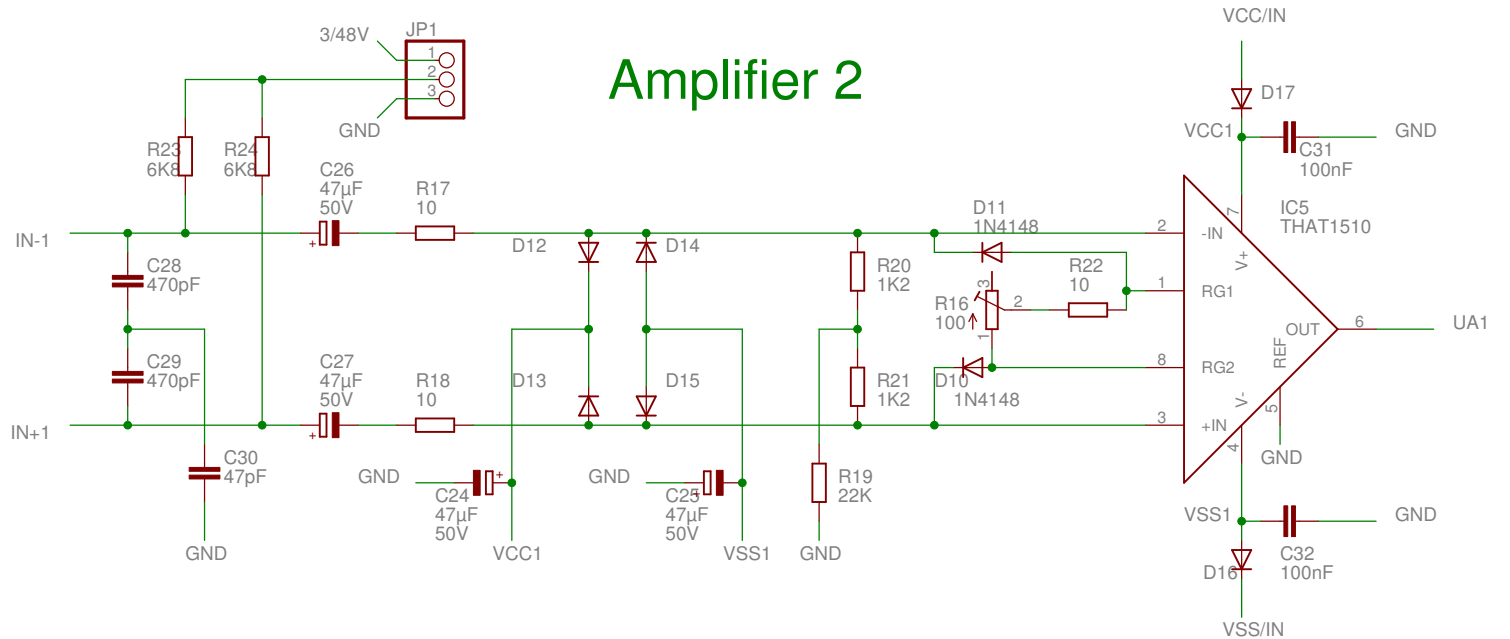 VCC/IN
3/48V
JP1
1
2
3
GND
Amplifier 2
D17
VCC1
GND
C31
100nF
R23
6K8
R24
6K8
C26
47µF
50V
+
R17
10
IN-1
D12
D14
D11
1N4148
2
-IN
7
V+
IC5
THAT1510
C28
470pF
R20
1K2
R22
10
3
R16
100
2
1
1
RG1
OUT
6
UA1
REF
C29
470pF
C27
47µF
50V
+
R18
10
D13
D15
R21
1K2
D10
1N4148
8
RG2
V-
IN+1
3
+IN
4
5
GND
C30
47pF
GND
GND
C24
47µF
50V
+
VCC1
GND
C25
47µF
50V
+
VSS1
R19
22K
GND
VSS1
GND
C32
100nF
D16
VSS/IN